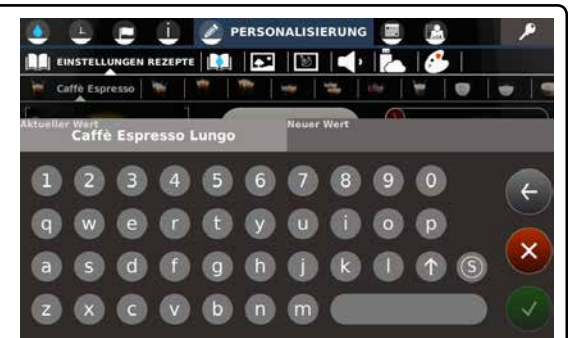 PERSONALISIERUNG
EINSTELLUNGEN REZEPTE
Caffè Espresso
Aktueller Wert
Neuer Wert
Caffè Espresso Lungo
1 2 3 4 5 6 7 8 9 0
q w e r t y u i o p
a s d f g h j k l ↑ S
z x c v b n m